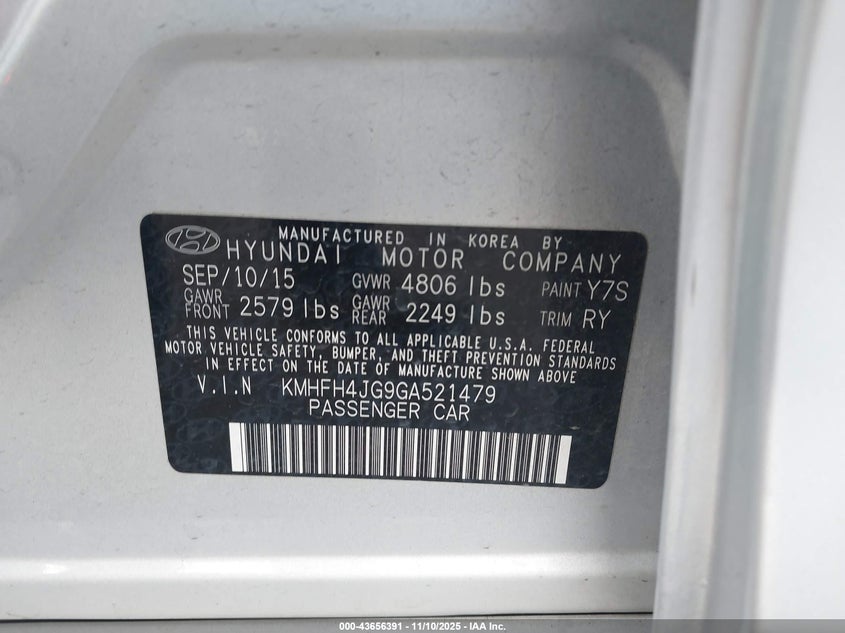 MANUFACTURED IN KOREA BY
HYUNDAI MOTOR COMPANY
SEP/10/15 GVWR 4806 lbs PAINT Y7S
GAWR FRONT 2579 lbs GAWR REAR 2249 lbs TRIM RY
THIS VEHICLE CONFORMS TO ALL APPLICABLE U.S.A. FEDERAL
MOTOR VEHICLE SAFETY, BUMPER, AND THEFT PREVENTION STANDARDS
IN EFFECT ON THE DATE OF MANUFACTURE SHOWN ABOVE
V.I.N KMHFH4JG9GA521479
PASSENGER CAR
000-43656391 - 11/10/2025 - IAA Inc.